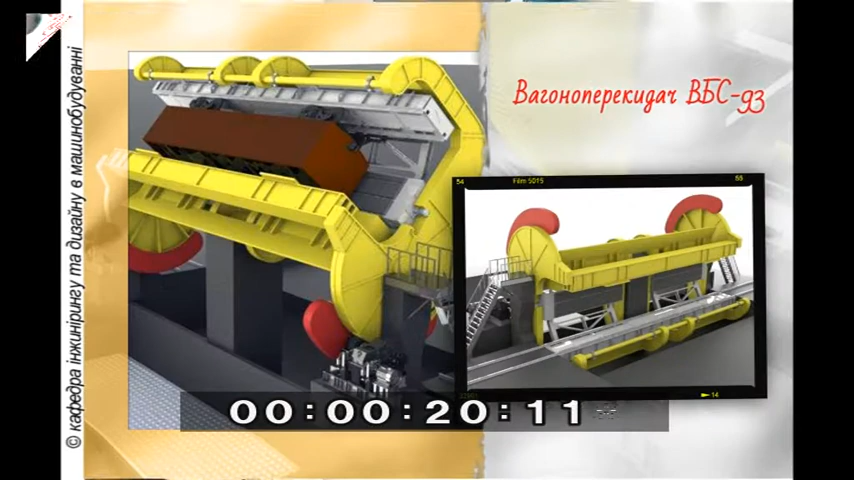 Вагоноперекидач ВБС-93
54
Film 5015
55
14
© кафедра інжинірингу та дизайну в машинобудуванні
00:00:20:11